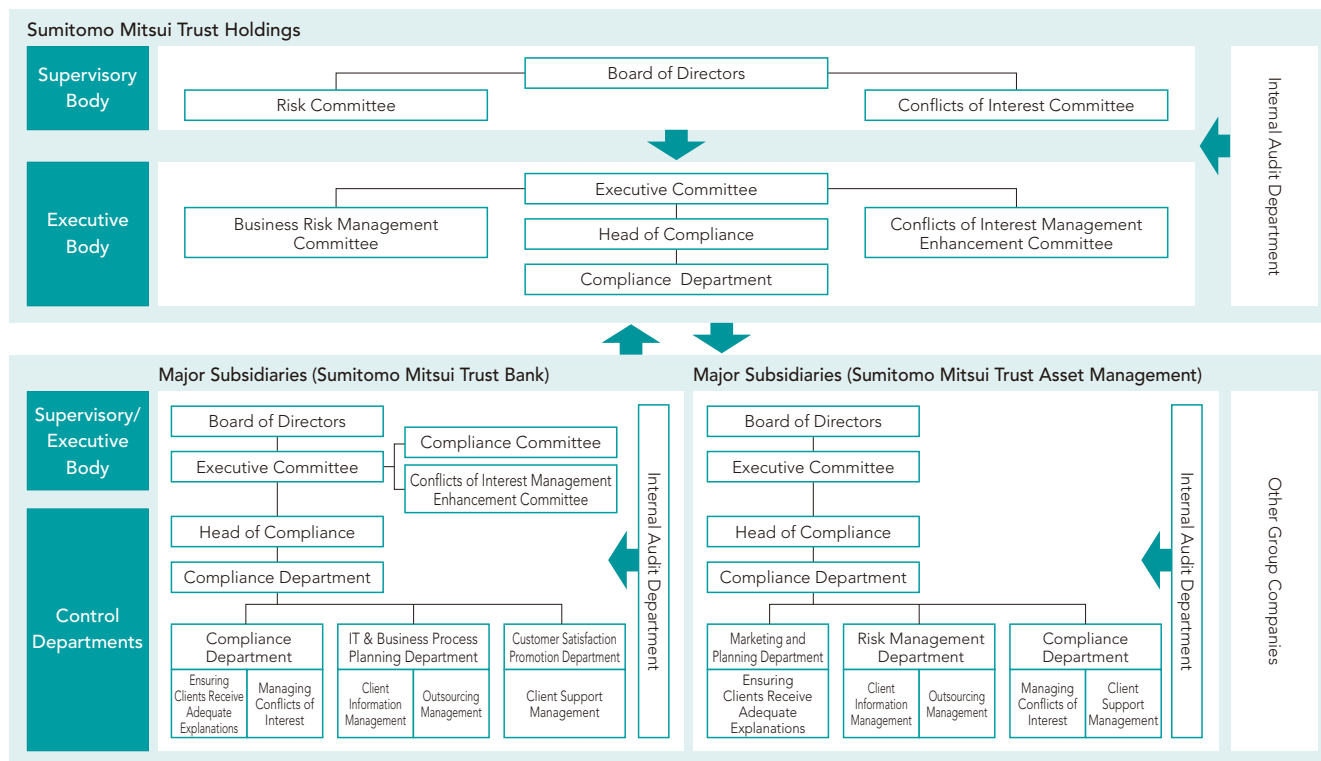 Sumitomo Mitsui Trust Holdings
Supervisory
Body
Board of Directors
Risk Committee
Conflicts of Interest Committee
Internal Audit Department
Executive
Body
Executive Committee
Business Risk Management
Committee
Head of Compliance
Conflicts of Interest Management
Enhancement Committee
Compliance Department
Major Subsidiaries (Sumitomo Mitsui Trust Bank)
Major Subsidiaries (Sumitomo Mitsui Trust Asset Management)
Supervisory/
Executive
Body
Control
Departments
Board of Directors
Executive Committee
Compliance Committee
Conflicts of Interest Management
Enhancement Committee
Head of Compliance
Compliance Department
Compliance
Department
Ensuring
Clients Receive
Adequate
Explanations
Managing
Conflicts of
Interest
IT & Business Process
Planning Department
Client
Information
Management
Outsourcing
Management
Customer Satisfaction
Promotion Department
Client Support
Management
Internal Audit Department
Board of Directors
Executive Committee
Head of Compliance
Compliance Department
Marketing and
Planning Department
Ensuring
Clients Receive
Adequate
Explanations
Risk Management
Department
Client
Information
Management
Outsourcing
Management
Compliance
Department
Managing
Conflicts of
Interest
Client
Support
Management
Internal Audit Department
Other Group Companies